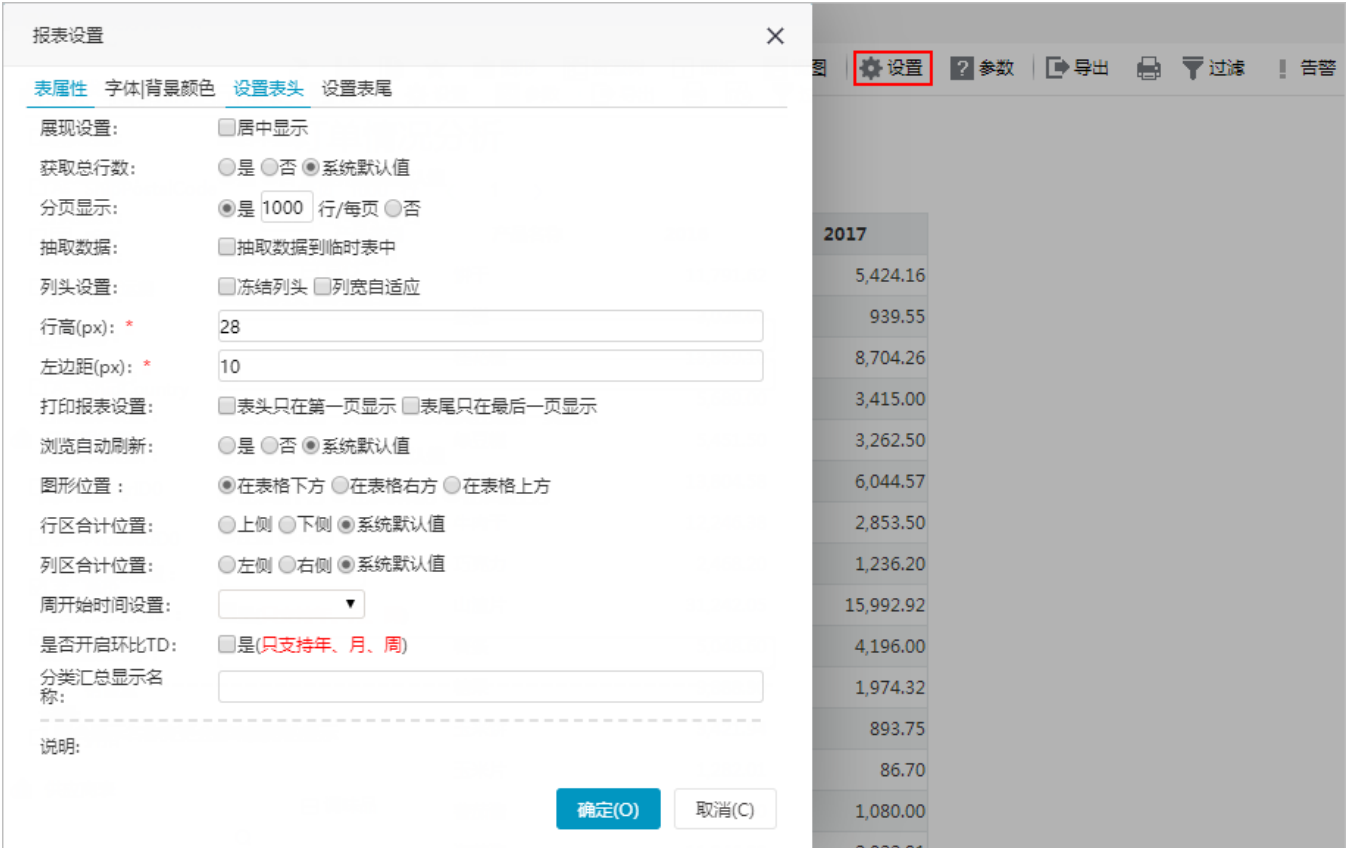 报表设置
表属性 字体|背景颜色 设置表头 设置表尾
展现设置: 居中显示
获取总行数: 是 否 系统默认值
分页显示: 是 1000 行/每页 否
抽取数据: 抽取数据到临时表中
列头设置: 冻结列头 列宽自适应
行高(px): * 28
左边距(px): * 10
打印报表设置: 表头只在第一页显示 表尾只在最后一页显示
浏览自动刷新: 是 否 系统默认值
图形位置 : 在表格下方 在表格右方 在表格上方
行区合计位置: 上侧 下侧 系统默认值
列区合计位置: 左侧 右侧 系统默认值
周开始时间设置:
是否开启环比TD: 是(只支持年、月、周)
分类汇总显示名
称:
说明:
确定(O) 取消(C)
图 设置 ? 参数 导出 过滤 ! 告警
2017
5,424.16
939.55
8,704.26
3,415.00
3,262.50
6,044.57
2,853.50
1,236.20
15,992.92
4,196.00
1,974.32
893.75
86.70
1,080.00